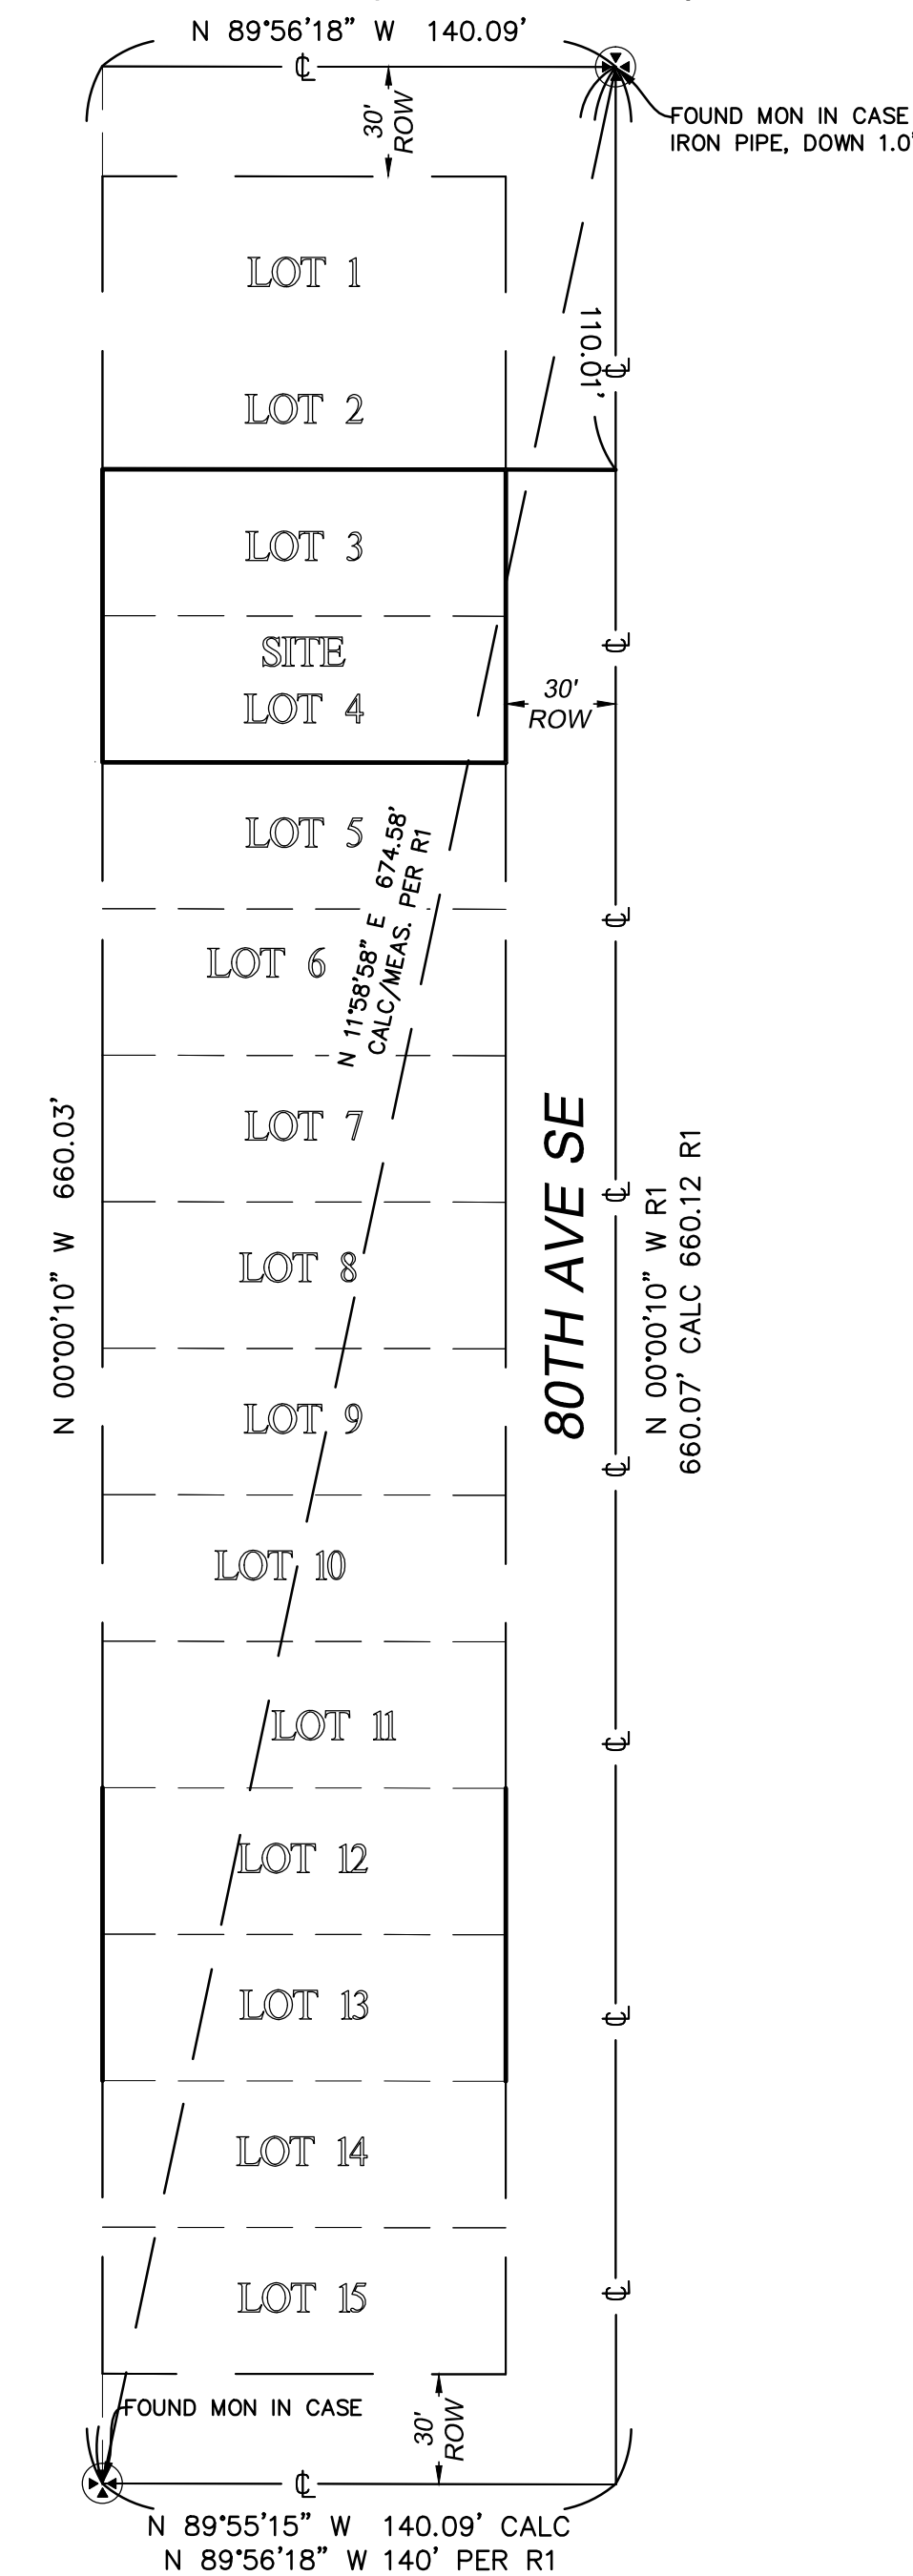 N 89°56'18" W 140.09'
℄
30'
ROW
FOUND MON IN CASE
IRON PIPE, DOWN 1.0'
LOT 1
110.01'
℄
LOT 2
LOT 3
SITE
℄
LOT 4
30'
ROW
LOT 5
N 11°58'58" E 674.58'
CALC/MEAS. PER R1
℄
LOT 6
LOT 7
N 00°00'10" W 660.03'
80TH AVE SE
℄
N 00°00'10" W R1
660.07' CALC 660.12 R1
LOT 8
LOT 9
℄
LOT 10
LOT 11
℄
LOT 12
LOT 13
℄
LOT 14
LOT 15
℄
FOUND MON IN CASE
30'
ROW
℄
N 89°55'15" W 140.09' CALC
N 89°56'18" W 140' PER R1